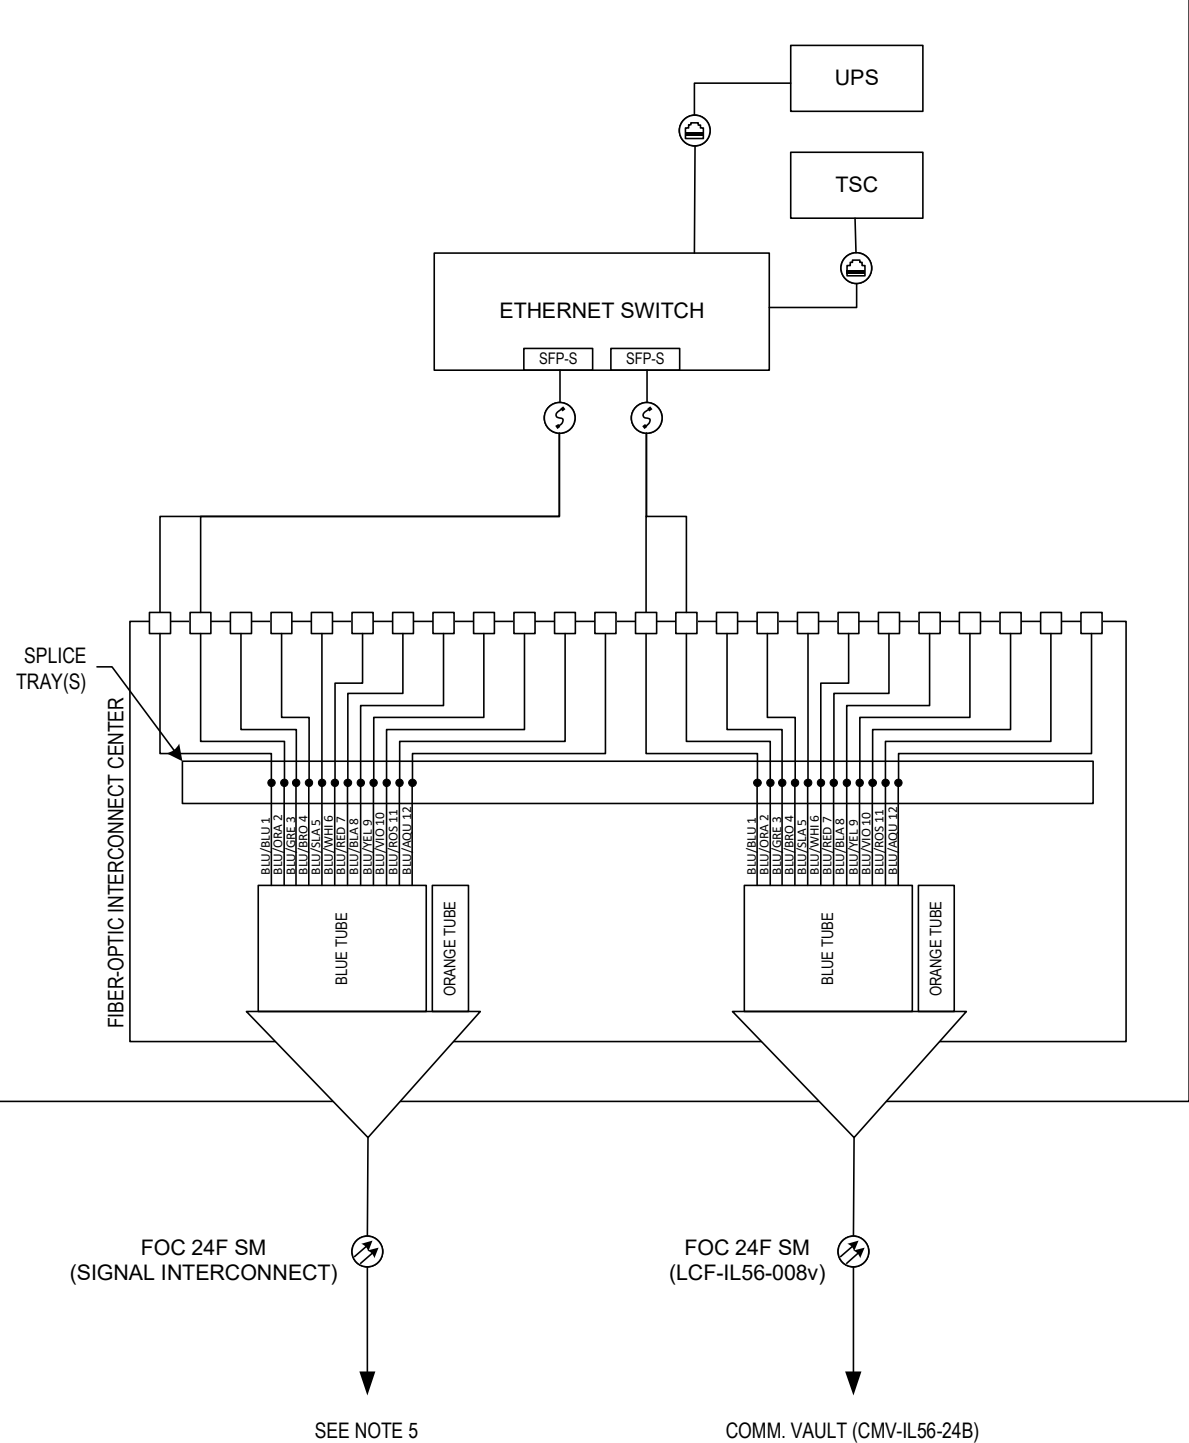 UPS
TSC
ETHERNET SWITCH
SFP-S
SFP-S
SPLICE
TRAY(S)
FIBER-OPTIC INTERCONNECT CENTER
BLU/BLU 1
BLU/ORA 2
BLU/GRE 3
BLU/BRO 4
BLU/SLA 5
BLU/WHI 6
BLU/RED 7
BLU/BLA 8
BLU/YEL 9
BLU/VIO 10
BLU/ROS 11
BLU/AQU 12
BLU/BLU 1
BLU/ORA 2
BLU/GRE 3
BLU/BRO 4
BLU/SLA 5
BLU/WHI 6
BLU/RED 7
BLU/BLA 8
BLU/YEL 9
BLU/VIO 10
BLU/ROS 11
BLU/AQU 12
BLUE TUBE
ORANGE TUBE
BLUE TUBE
ORANGE TUBE
FOC 24F SM
(SIGNAL INTERCONNECT)
FOC 24F SM
(LCF-IL56-008v)
SEE NOTE 5
COMM. VAULT (CMV-IL56-24B)